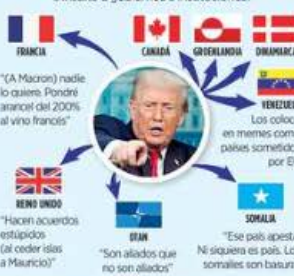 FRANCIA
CANADÁ
GROENLANDIA
DINAMARCA
"(A Macron) nadie
lo quiere. Pondré
arancel del 200%
al vino francés"
VENEZUELA
Los coloc
en memes com
países sometido
por E
REINO UNIDO
"Hacen acuerdos
estúpidos
(al ceder islas
a Mauricio)"
OTAN
"Son aliados que
no son aliados"
SOMALIA
"Ese país apesta
Ni siquiera es país. Lo
somalíes son basura